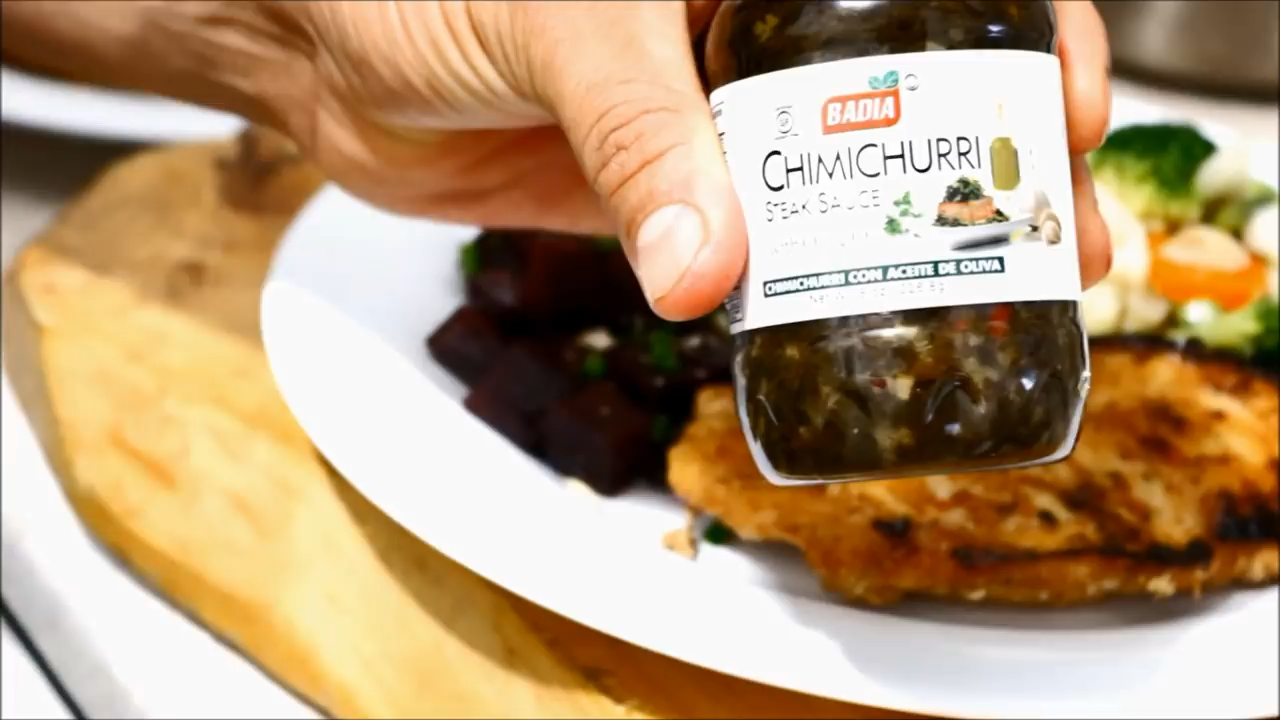 BADIA
CHIMICHURRI
STEAK SAUCE
CHIMICHURRI CON ACEITE DE OLIVA